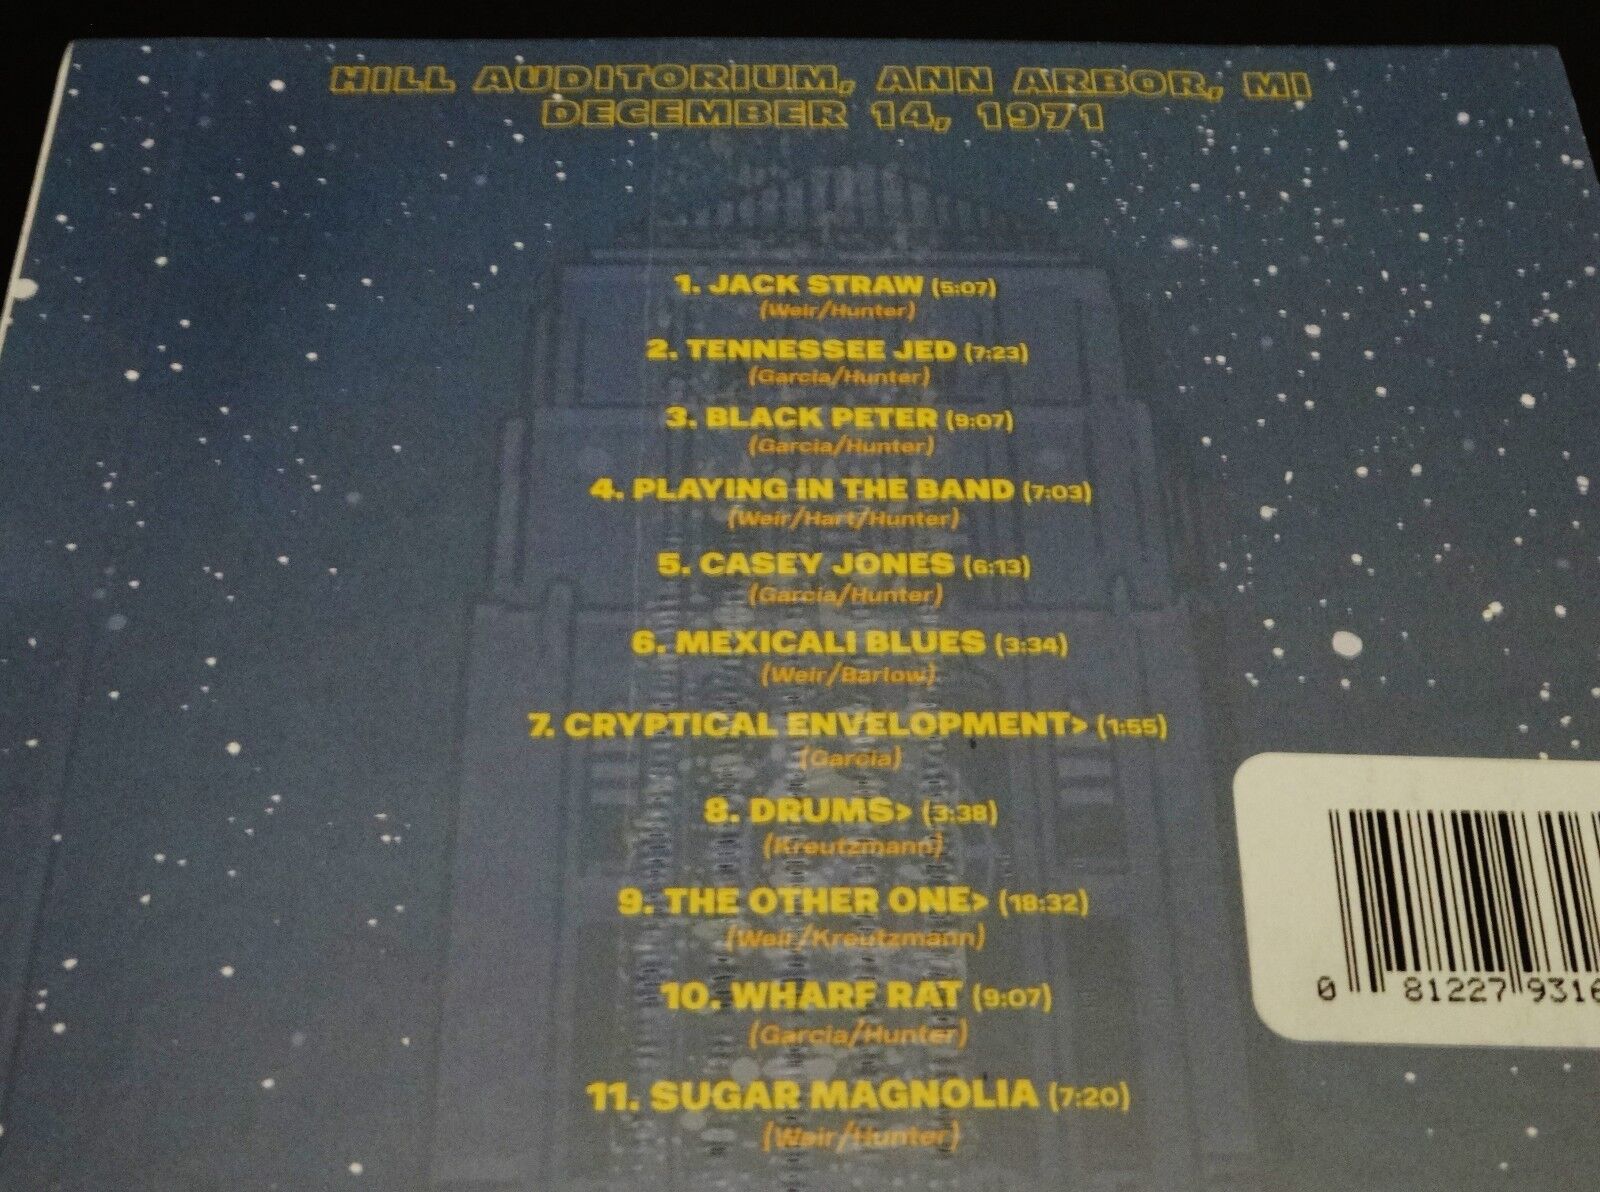 HILL AUDITORIUM, ANN ARBOR, MI
DECEMBER 14, 1971
1. JACK STRAW (5:07)
(Weir/Hunter)
2. TENNESSEE JED (7:23)
(Garcia/Hunter)
3. BLACK PETER (9:07)
(Garcia/Hunter)
4. PLAYING IN THE BAND (7:03)
(Weir/Hart/Hunter)
5. CASEY JONES (6:13)
(Garcia/Hunter)
6. MEXICALI BLUES (3:34)
(Weir/Barlow)
7. CRYPTICAL ENVELOPMENT> (1:55)
(Garcia)
8. DRUMS> (3:38)
(Kreutzmann)
9. THE OTHER ONE> (18:32)
(Weir/Kreutzmann)
10. WHARF RAT (9:07)
(Garcia/Hunter)
11. SUGAR MAGNOLIA (7:20)
(Weir/Hunter)
0 81227 9316